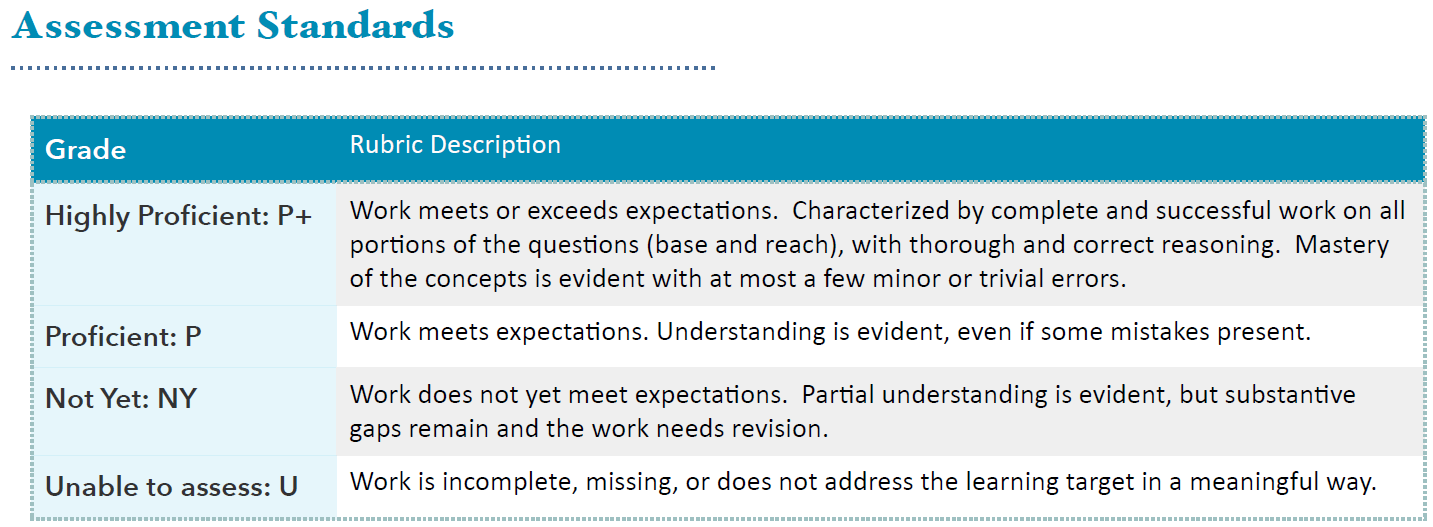 Assessment Standards
Grade
Rubric Description
Highly Proficient: P+
Work meets or exceeds expectations.  Characterized by complete and successful work on all
portions of the questions (base and reach), with thorough and correct reasoning.  Mastery
of the concepts is evident with at most a few minor or trivial errors.
Proficient: P
Work meets expectations. Understanding is evident, even if some mistakes present.
Not Yet: NY
Work does not yet meet expectations.  Partial understanding is evident, but substantive
gaps remain and the work needs revision.
Unable to assess: U
Work is incomplete, missing, or does not address the learning target in a meaningful way.